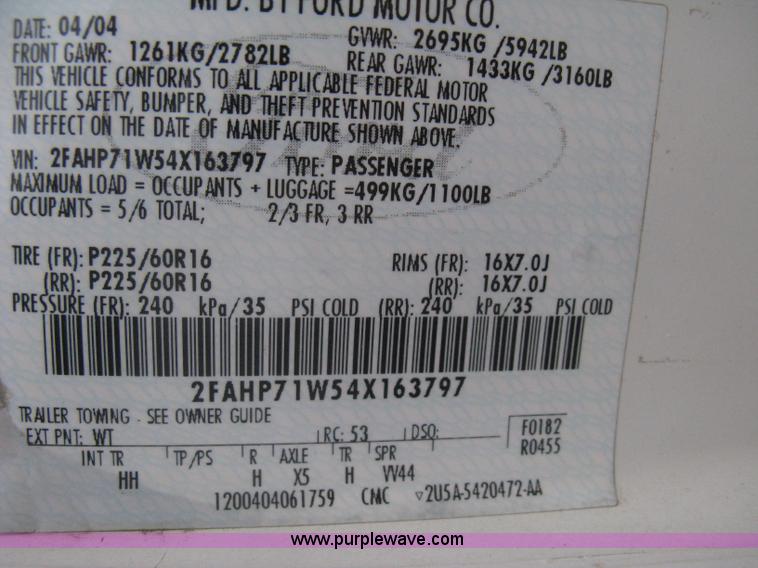 MFD. BY FORD MOTOR CO.
DATE: 04/04 GVWR: 2695KG /5942LB
FRONT GAWR: 1261KG/2782LB REAR GAWR: 1433KG /3160LB
THIS VEHICLE CONFORMS TO ALL APPLICABLE FEDERAL MOTOR
VEHICLE SAFETY, BUMPER, AND THEFT PREVENTION STANDARDS
IN EFFECT ON THE DATE OF MANUFACTURE SHOWN ABOVE.
VIN: 2FAHP71W54X163797 TYPE: PASSENGER
MAXIMUM LOAD = OCCUPANTS + LUGGAGE =499KG/1100LB
OCCUPANTS = 5/6 TOTAL; 2/3 FR, 3 RR
TIRE (FR): P225/60R16 RIMS (FR): 16X7.0J
(RR): P225/60R16 (RR): 16X7.0J
PRESSURE (FR): 240 kPa/35 PSI COLD (RR): 240 kPa/35 PSI COLD
2FAHP71W54X163797
TRAILER TOWING - SEE OWNER GUIDE
EXT PNT: WT RC: 53 DSO: F0182
R0455
INT TR TP/PS R AXLE TR SPR
HH H X5 H VV44
1200404061759 CMC ▽2U5A-5420472-AA
www.purplewave.com